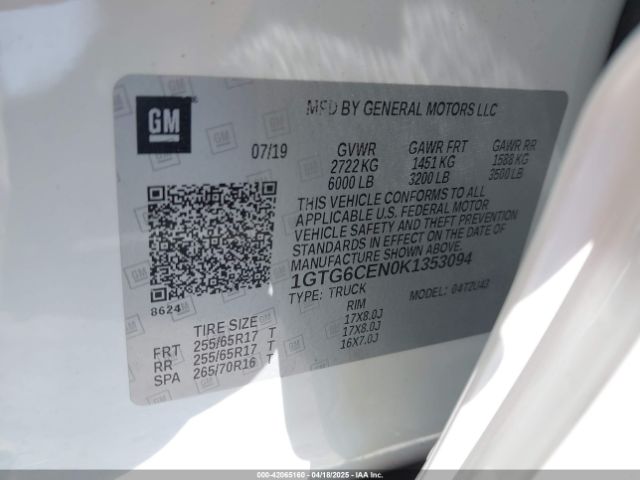 GM
MFD BY GENERAL MOTORS LLC
07/19
GVWR GAWR FRT GAWR RR
2722 KG 1451 KG 1588 KG
6000 LB 3200 LB 3500 LB
THIS VEHICLE CONFORMS TO ALL
APPLICABLE U.S. FEDERAL MOTOR
VEHICLE SAFETY AND THEFT PREVENTION
STANDARDS IN EFFECT ON THE DATE OF
MANUFACTURE SHOWN ABOVE.
1GTG6CEN0K1353094
TYPE: TRUCK MODEL: 04T2U43
8624
TIRE SIZE RIM
FRT 255/65R17 T 17X8.0J
RR 255/65R17 T 17X8.0J
SPA 265/70R16 T 16X7.0J
000-42065160 04/18/2025 IAA Inc.